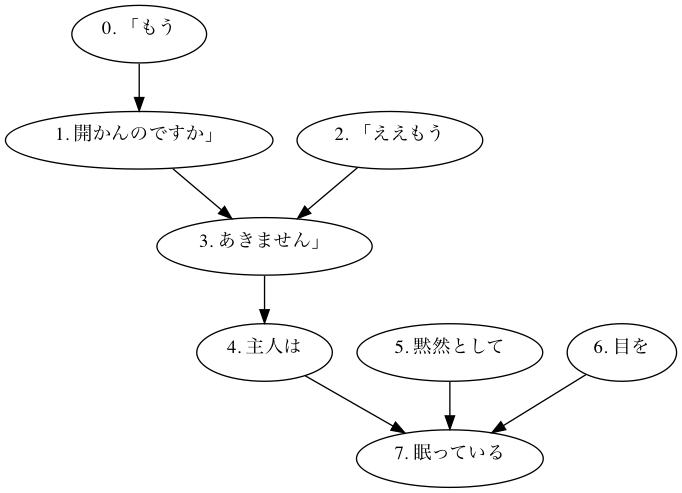 0. 「もう
1. 開かんのですか」
2. 「ええもう
3. あきません」
4. 主人は
5. 黙然として
6. 目を
7. 眠っている